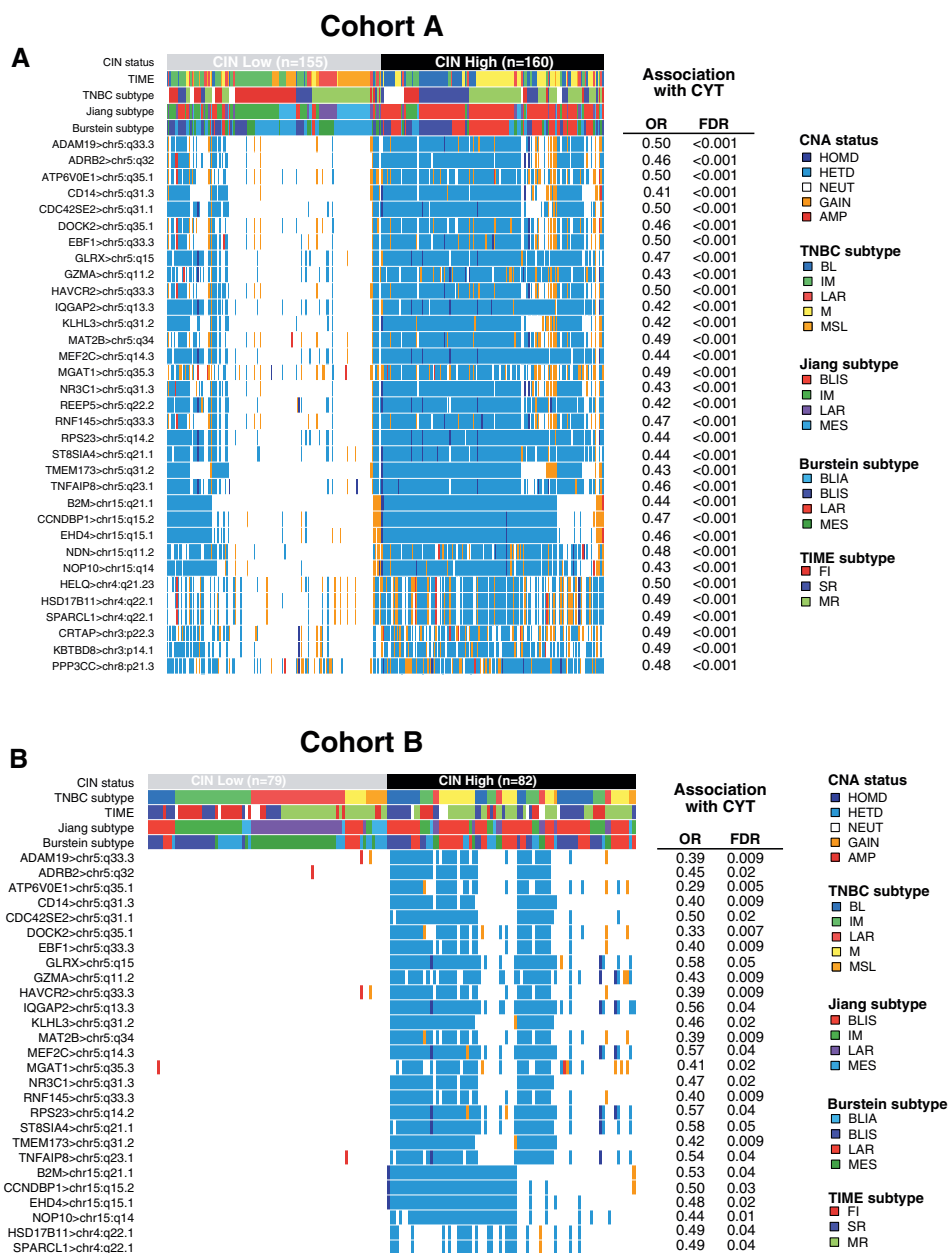 Cohort A
A
CIN status CIN Low (n=155) CIN High (n=160)
TIME
TNBC subtype
Jiang subtype
Burstein subtype
Association
with CYT
OR FDR
ADAM19>chr5:q33.3 0.50 <0.001
ADRB2>chr5:q32 0.46 <0.001
ATP6V0E1>chr5:q35.1 0.50 <0.001
CD14>chr5:q31.3 0.41 <0.001
CDC42SE2>chr5:q31.1 0.50 <0.001
DOCK2>chr5:q35.1 0.46 <0.001
EBF1>chr5:q33.3 0.50 <0.001
GLRX>chr5:q15 0.47 <0.001
GZMA>chr5:q11.2 0.43 <0.001
HAVCR2>chr5:q33.3 0.50 <0.001
IQGAP2>chr5:q13.3 0.42 <0.001
KLHL3>chr5:q31.2 0.42 <0.001
MAT2B>chr5:q34 0.49 <0.001
MEF2C>chr5:q14.3 0.44 <0.001
MGAT1>chr5:q35.3 0.49 <0.001
NR3C1>chr5:q31.3 0.43 <0.001
REEP5>chr5:q22.2 0.42 <0.001
RNF145>chr5:q33.3 0.47 <0.001
RPS23>chr5:q14.2 0.44 <0.001
ST8SIA4>chr5:q21.1 0.44 <0.001
TMEM173>chr5:q31.2 0.43 <0.001
TNFAIP8>chr5:q23.1 0.46 <0.001
B2M>chr15:q21.1 0.44 <0.001
CCNDBP1>chr15:q15.2 0.47 <0.001
EHD4>chr15:q15.1 0.46 <0.001
NDN>chr15:q11.2 0.48 <0.001
NOP10>chr15:q14 0.43 <0.001
HELQ>chr4:q21.23 0.50 <0.001
HSD17B11>chr4:q22.1 0.49 <0.001
SPARCL1>chr4:q22.1 0.49 <0.001
CRTAP>chr3:p22.3 0.49 <0.001
KBTBD8>chr3:p14.1 0.49 <0.001
PPP3CC>chr8:p21.3 0.48 <0.001
CNA status
HOMD
HETD
NEUT
GAIN
AMP
TNBC subtype
BL
IM
LAR
M
MSL
Jiang subtype
BLIS
IM
LAR
MES
Burstein subtype
BLIA
BLIS
LAR
MES
TIME subtype
FI
SR
MR
Cohort B
B
CIN status CIN Low (n=79) CIN High (n=82)
TNBC subtype
TIME
Jiang subtype
Burstein subtype
Association
with CYT
OR FDR
ADAM19>chr5:q33.3 0.39 0.009
ADRB2>chr5:q32 0.45 0.02
ATP6V0E1>chr5:q35.1 0.29 0.005
CD14>chr5:q31.3 0.40 0.009
CDC42SE2>chr5:q31.1 0.50 0.02
DOCK2>chr5:q35.1 0.33 0.007
EBF1>chr5:q33.3 0.40 0.009
GLRX>chr5:q15 0.58 0.05
GZMA>chr5:q11.2 0.43 0.009
HAVCR2>chr5:q33.3 0.39 0.009
IQGAP2>chr5:q13.3 0.56 0.04
KLHL3>chr5:q31.2 0.46 0.02
MAT2B>chr5:q34 0.39 0.009
MEF2C>chr5:q14.3 0.57 0.04
MGAT1>chr5:q35.3 0.41 0.02
NR3C1>chr5:q31.3 0.47 0.02
RNF145>chr5:q33.3 0.40 0.009
RPS23>chr5:q14.2 0.57 0.04
ST8SIA4>chr5:q21.1 0.58 0.05
TMEM173>chr5:q31.2 0.42 0.009
TNFAIP8>chr5:q23.1 0.54 0.04
B2M>chr15:q21.1 0.53 0.04
CCNDBP1>chr15:q15.2 0.50 0.03
EHD4>chr15:q15.1 0.48 0.02
NOP10>chr15:q14 0.44 0.01
HSD17B11>chr4:q22.1 0.49 0.04
SPARCL1>chr4:q22.1 0.49 0.04
CNA status
HOMD
HETD
NEUT
GAIN
AMP
TNBC subtype
BL
IM
LAR
M
MSL
Jiang subtype
BLIS
IM
LAR
MES
Burstein subtype
BLIA
BLIS
LAR
MES
TIME subtype
FI
SR
MR